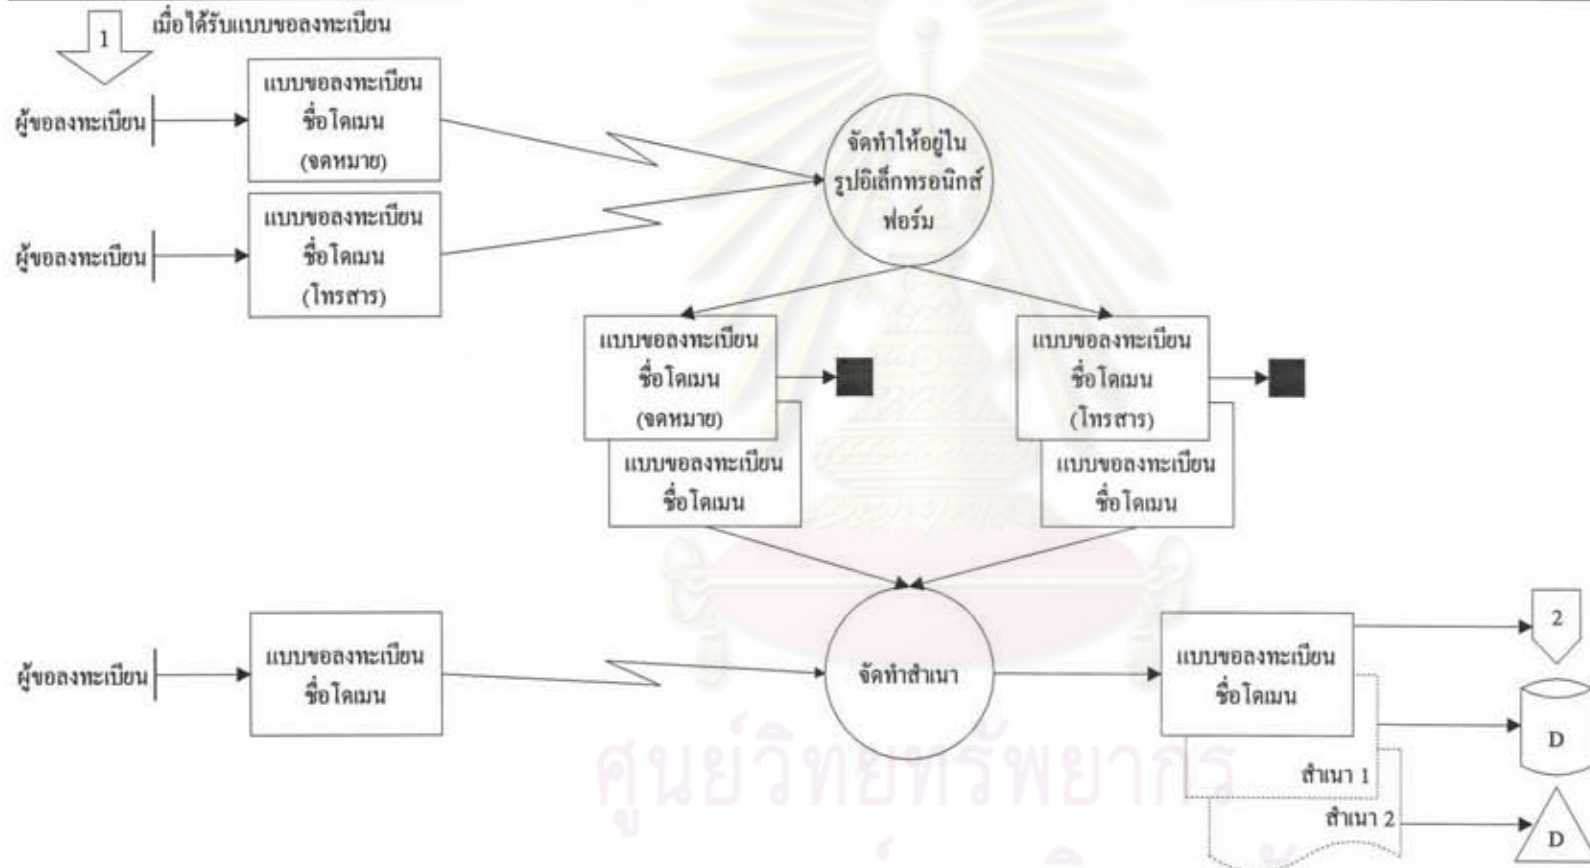 1
เมื่อได้รับแบบขอลงทะเบียน
ผู้ขอลงทะเบียน
แบบขอลงทะเบียน
ชื่อโดเมน
(จดหมาย)
จัดทำให้อยู่ใน
รูปอิเล็กทรอนิกส์
ฟอร์ม
ผู้ขอลงทะเบียน
แบบขอลงทะเบียน
ชื่อโดเมน
(โทรสาร)
แบบขอลงทะเบียน
ชื่อโดเมน
(จดหมาย)
แบบขอลงทะเบียน
ชื่อโดเมน
แบบขอลงทะเบียน
ชื่อโดเมน
(โทรสาร)
แบบขอลงทะเบียน
ชื่อโดเมน
ผู้ขอลงทะเบียน
แบบขอลงทะเบียน
ชื่อโดเมน
จัดทำสำเนา
แบบขอลงทะเบียน
ชื่อโดเมน
2
สำเนา 1
D
สำเนา 2
D
ศูนย์วิทยทรัพยากร